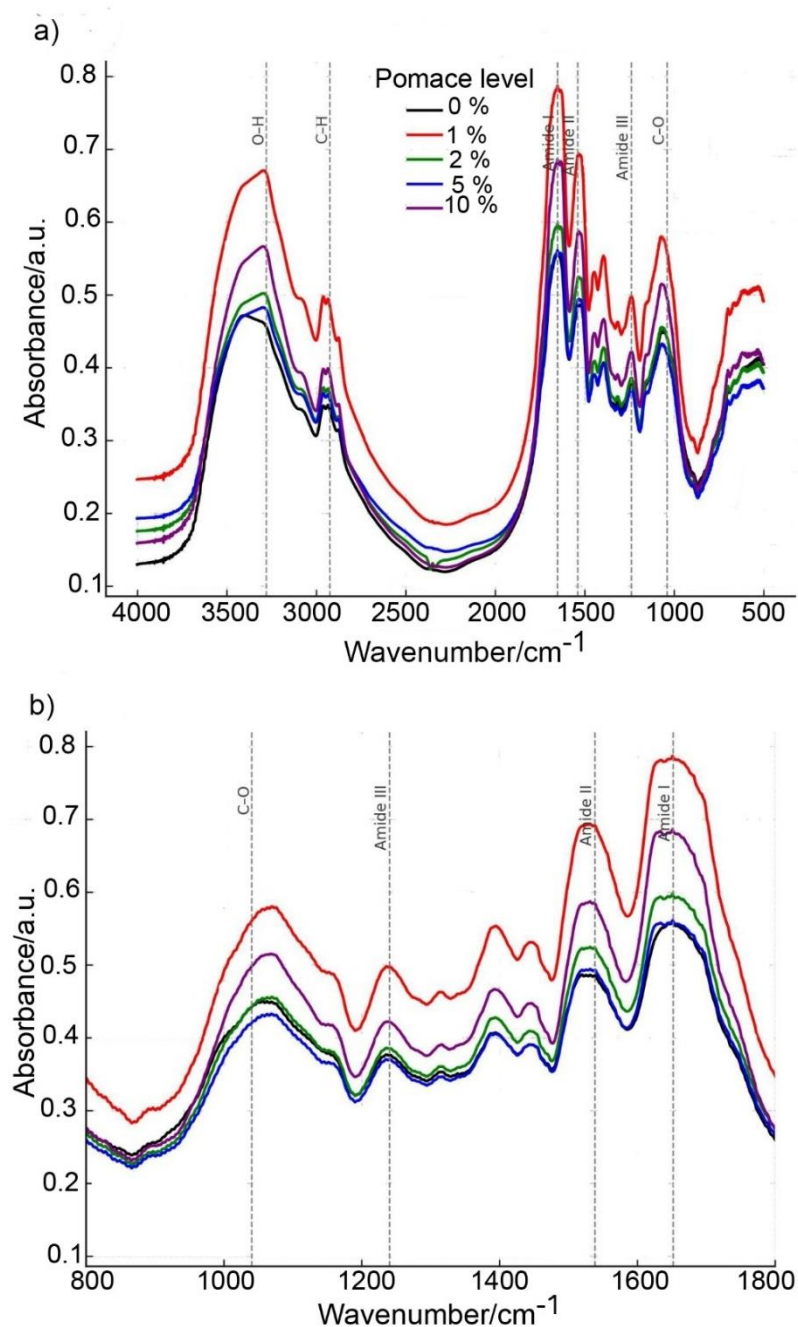 a)
Pomace level
0 %
1 %
2 %
5 %
10 %
O-H
C-H
Amide I
Amide II
Amide III
C-O
0.8
0.7
0.6
0.5
0.4
0.3
0.2
0.1
Absorbance/a.u.
4000 3500 3000 2500 2000 1500 1000 500
Wavenumber/cm⁻¹
b)
C-O
Amide III
Amide II
Amide I
0.8
0.7
0.6
0.5
0.4
0.3
0.2
0.1
Absorbance/a.u.
800 1000 1200 1400 1600 1800
Wavenumber/cm⁻¹